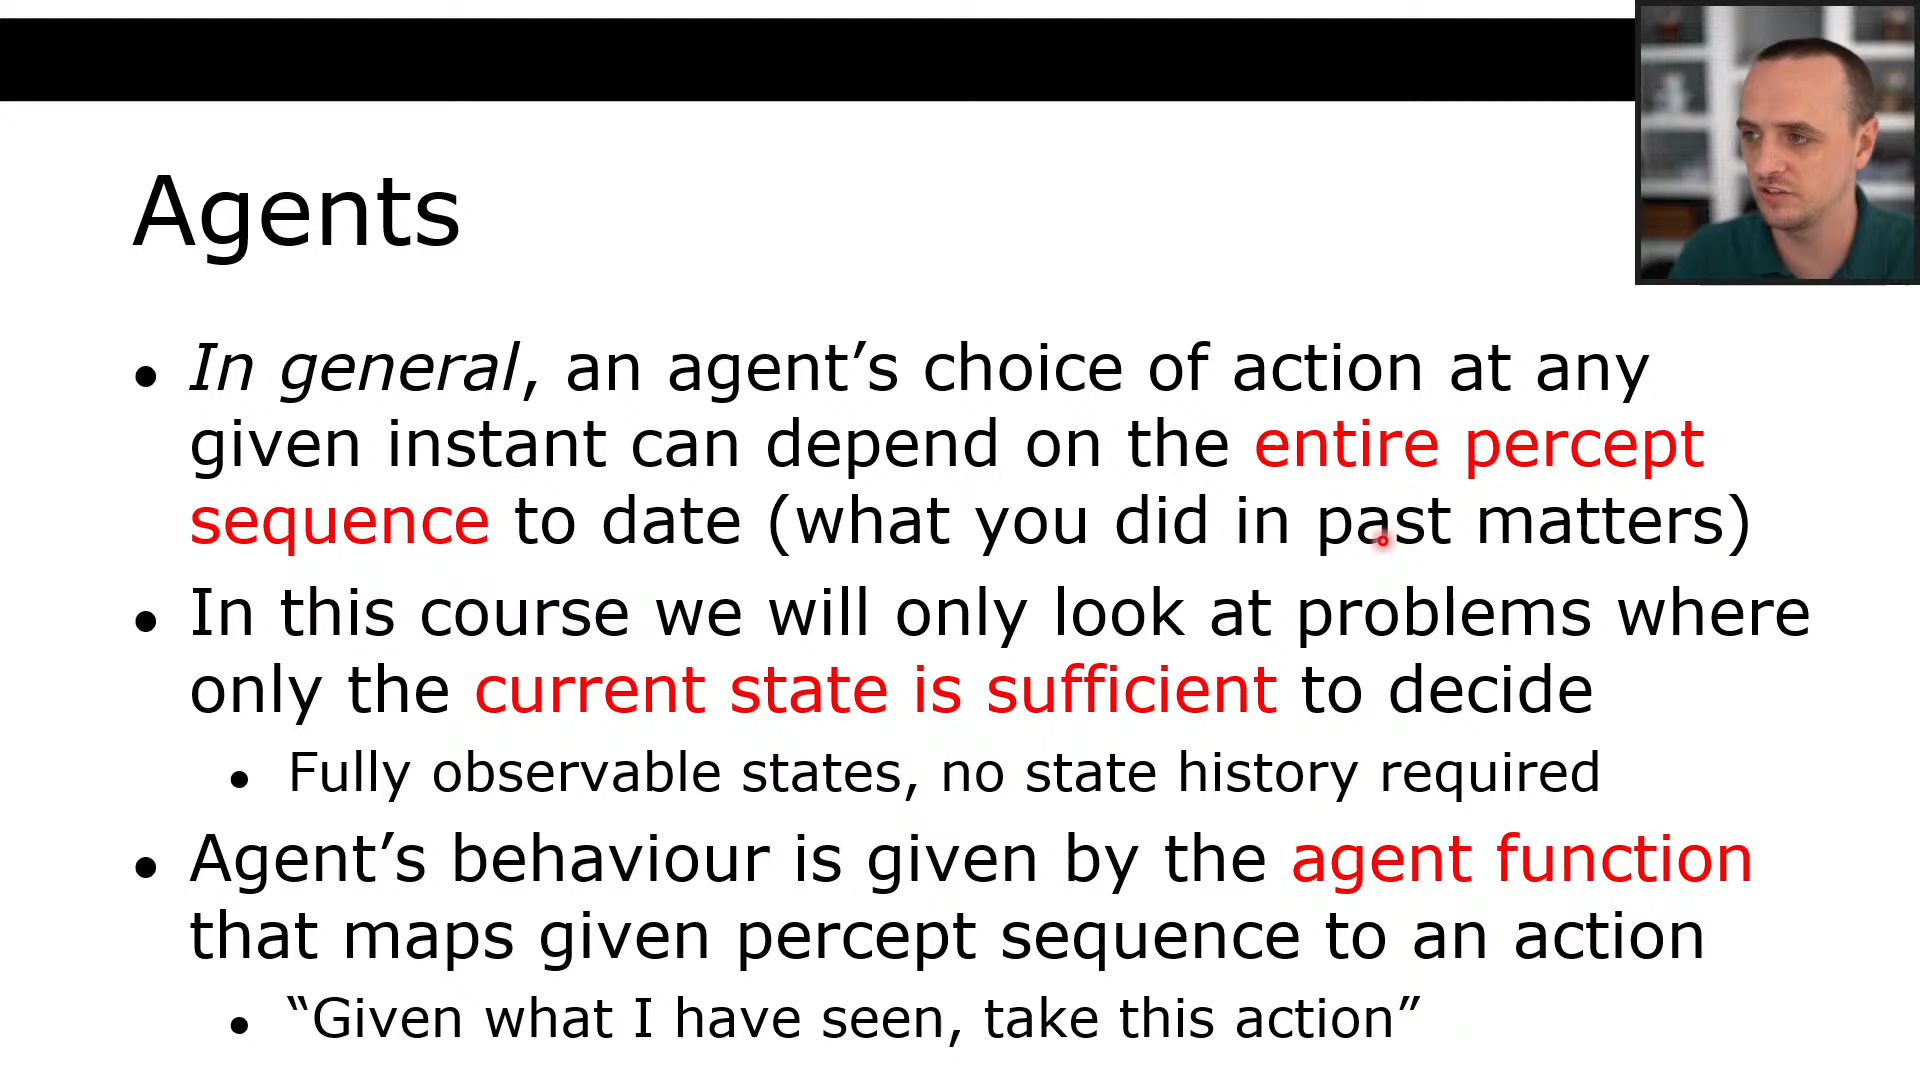 Agents
• In general, an agent’s choice of action at any
given instant can depend on the entire percept
sequence to date (what you did in past matters)
• In this course we will only look at problems where
only the current state is sufficient to decide
• Fully observable states, no state history required
• Agent’s behaviour is given by the agent function
that maps given percept sequence to an action
• “Given what I have seen, take this action”